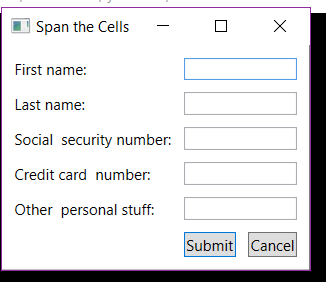 Span the Cells
First name:
Last name:
Social  security number:
Credit card  number:
Other  personal stuff:
Submit Cancel